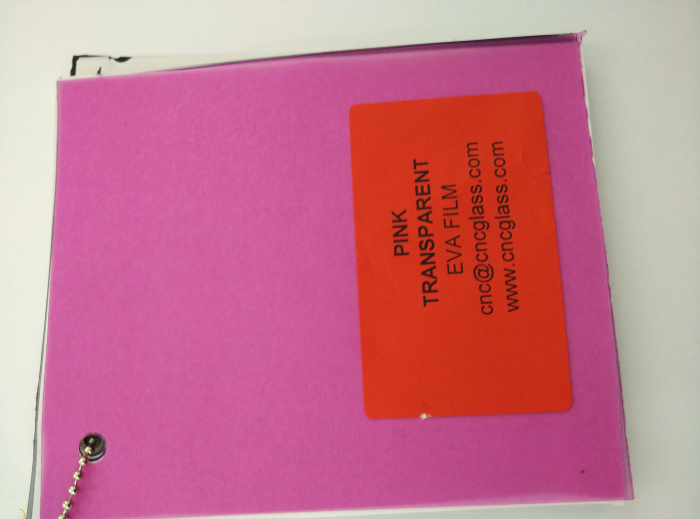 PINK
TRANSPARENT
EVA FILM
cnc@cncglass.com
www.cncglass.com